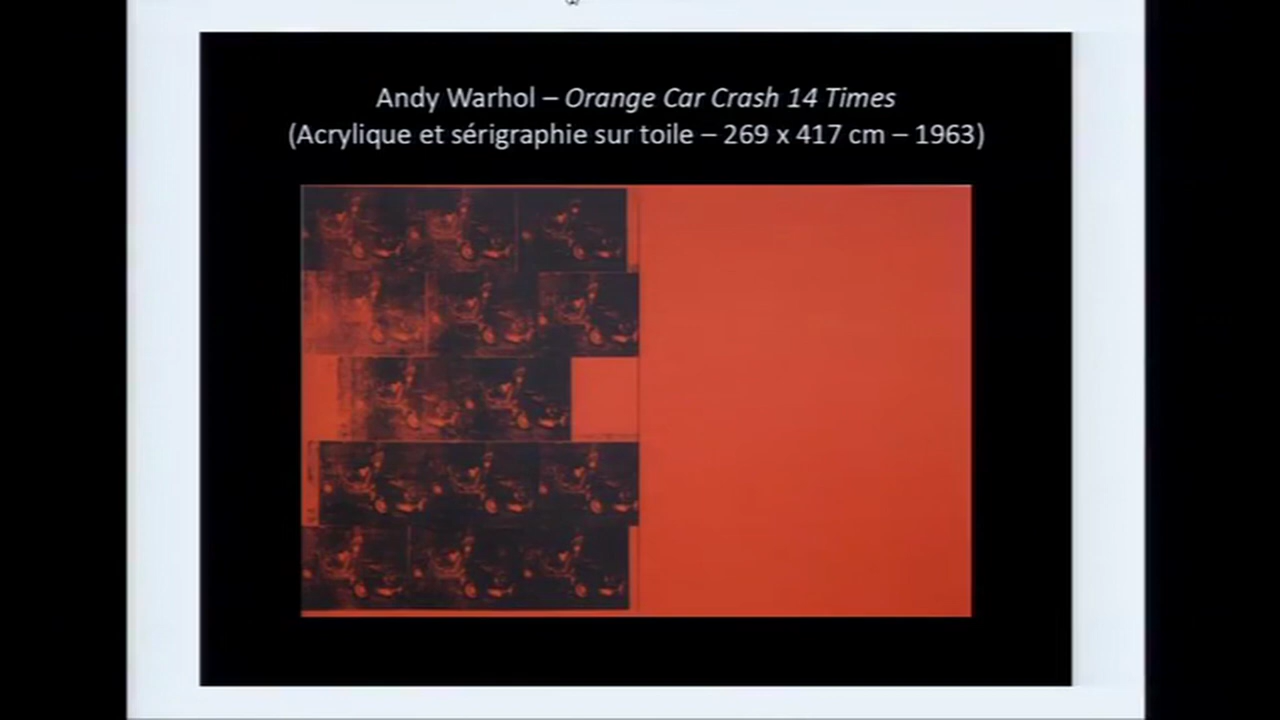 Andy Warhol – Orange Car Crash 14 Times
(Acrylique et sérigraphie sur toile – 269 x 417 cm – 1963)